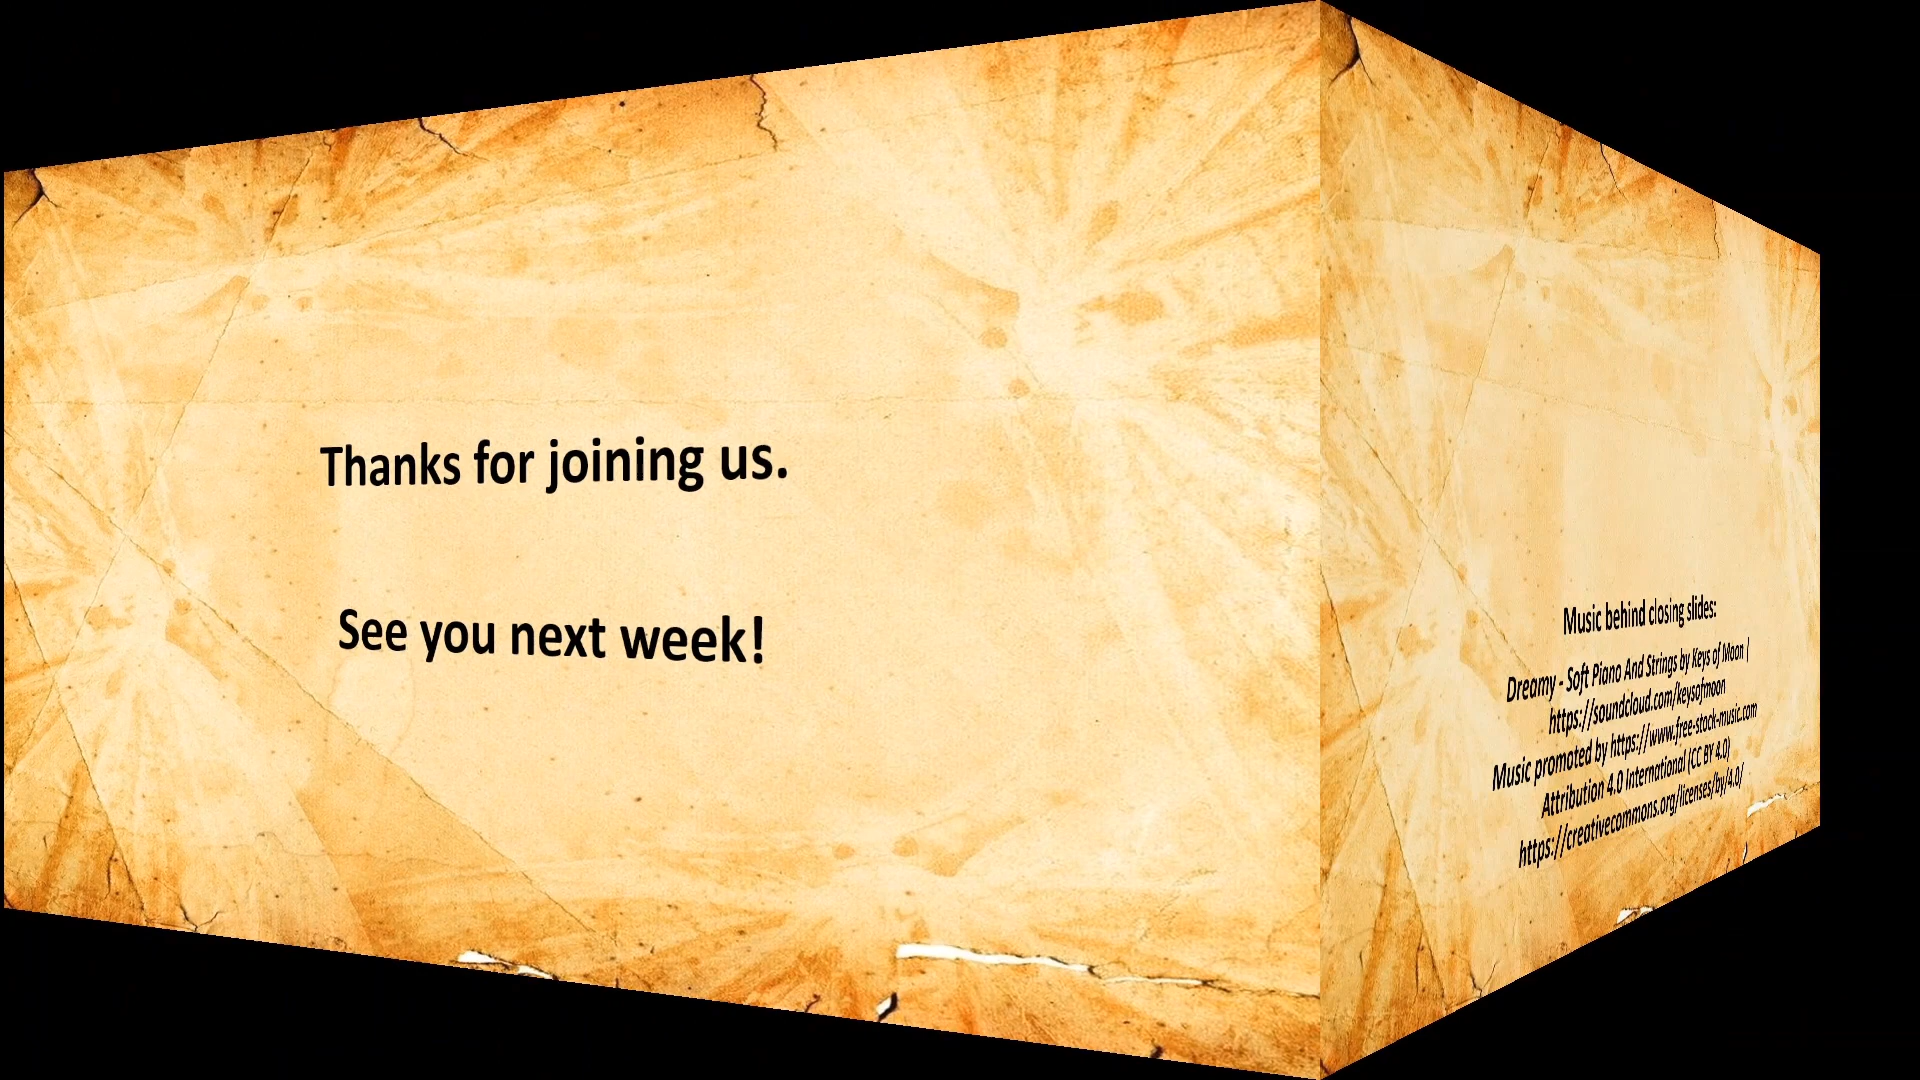 Thanks for joining us.
See you next week!
Music behind closing slides:
Dreamy - Soft Piano And Strings by Keys of Moon |
https://soundcloud.com/keysofmoon
Music promoted by https://www.free-stock-music.com
Attribution 4.0 International (CC BY 4.0)
https://creativecommons.org/licenses/by/4.0/